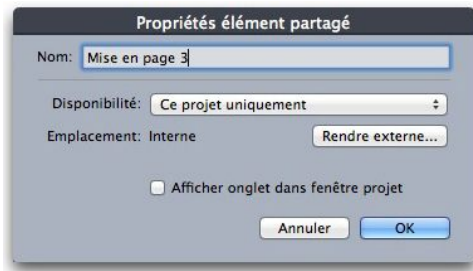 Propriétés élément partagé
Nom: Mise en page 3
Disponibilité: Ce projet uniquement
Emplacement: Interne Rendre externe...
Afficher onglet dans fenêtre projet
Annuler OK